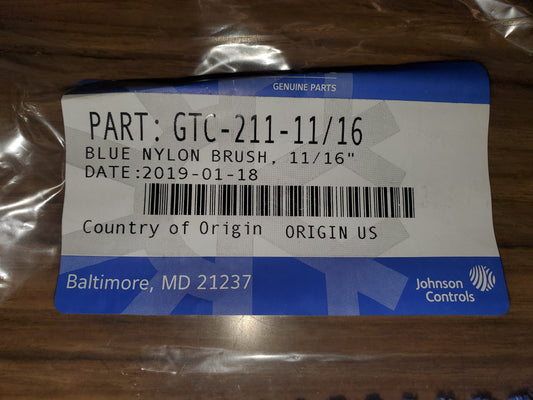 GENUINE PARTS
PART: GTC-211-11/16
BLUE NYLON BRUSH, 11/16"
DATE:2019-01-18
Country of Origin ORIGIN US
Baltimore, MD 21237
Johnson
Controls